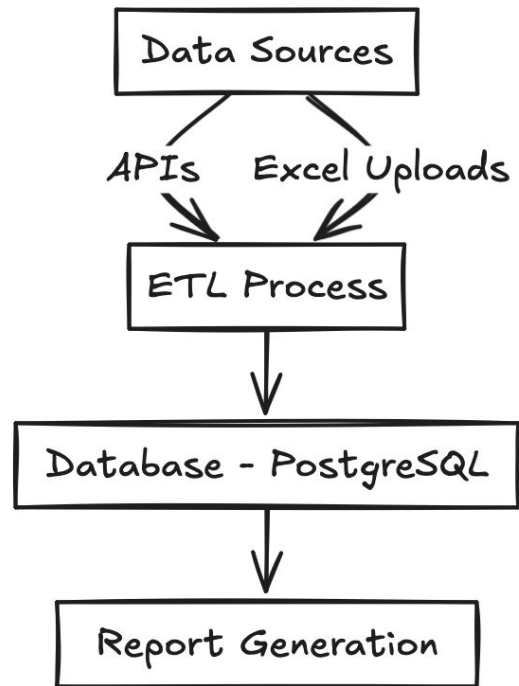 Data Sources
APIs
Excel Uploads
ETL Process
Database - PostgreSQL
Report Generation